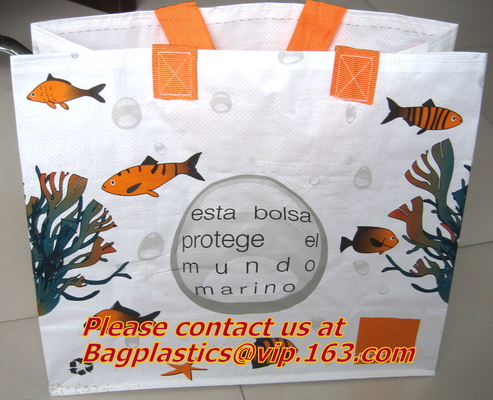 esta bolsa
protege el
mundo
marino
Please contact us at
Bagplastics@vip.163.com